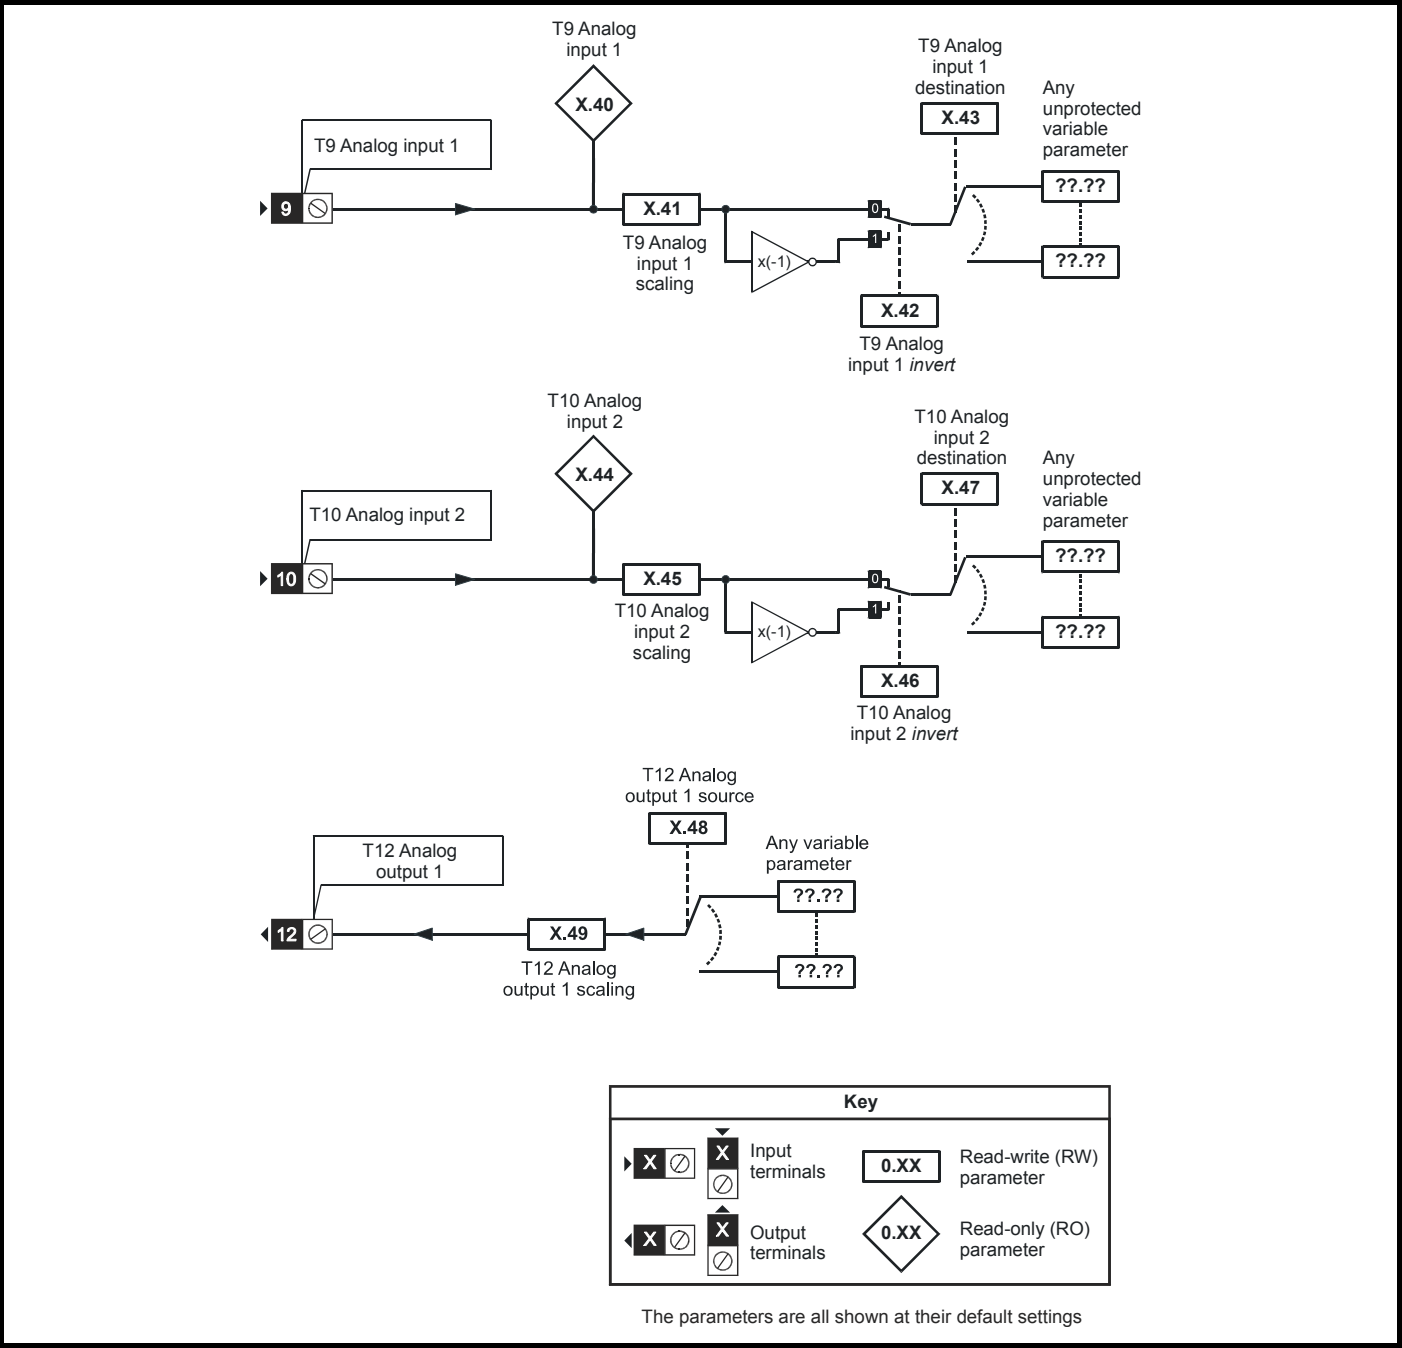 T9 Analog
input 1
X.40
T9 Analog input 1
9
X.41
T9 Analog
input 1
scaling
x(-1)
0
1
X.42
T9 Analog
input 1 invert
T9 Analog
input 1
destination
X.43
Any
unprotected
variable
parameter
??.??
??.??
T10 Analog
input 2
X.44
T10 Analog input 2
10
X.45
T10 Analog
input 2
scaling
x(-1)
0
1
X.46
T10 Analog
input 2 invert
T10 Analog
input 2
destination
X.47
Any
unprotected
variable
parameter
??.??
??.??
T12 Analog
output 1 source
X.48
Any variable
parameter
??.??
??.??
T12 Analog
output 1
12
X.49
T12 Analog
output 1 scaling
Key
X
X
Input
terminals
0.XX
Read-write (RW)
parameter
X
X
Output
terminals
0.XX
Read-only (RO)
parameter
The parameters are all shown at their default settings